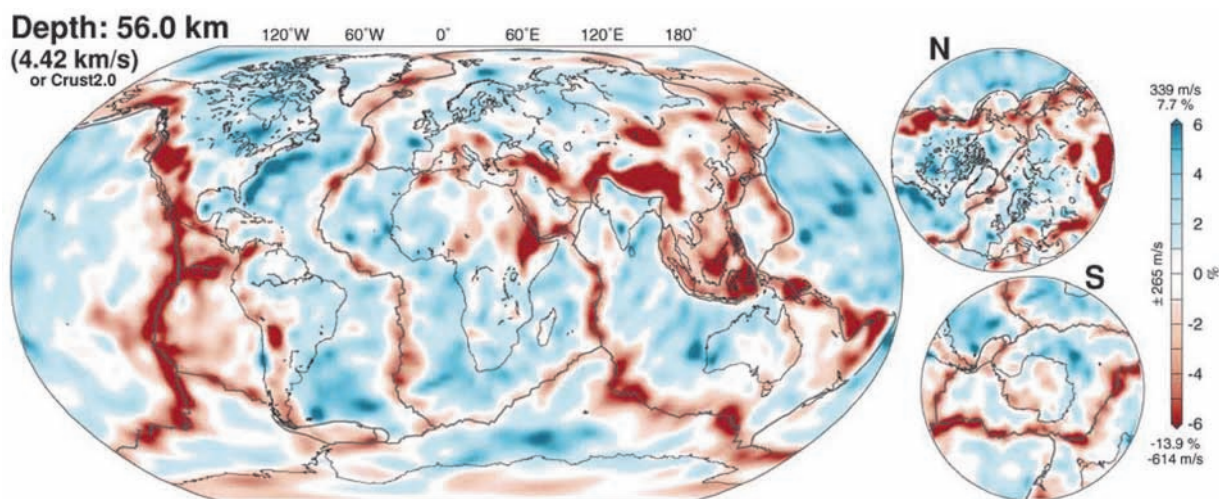 Depth: 56.0 km
(4.42 km/s)
or Crust2.0
120°W 60°W 0° 60°E 120°E 180°
N
S
339 m/s
7.7 %
6
4
2
0
-2
-4
-6
± 265 m/s
%
-13.9 %
-614 m/s